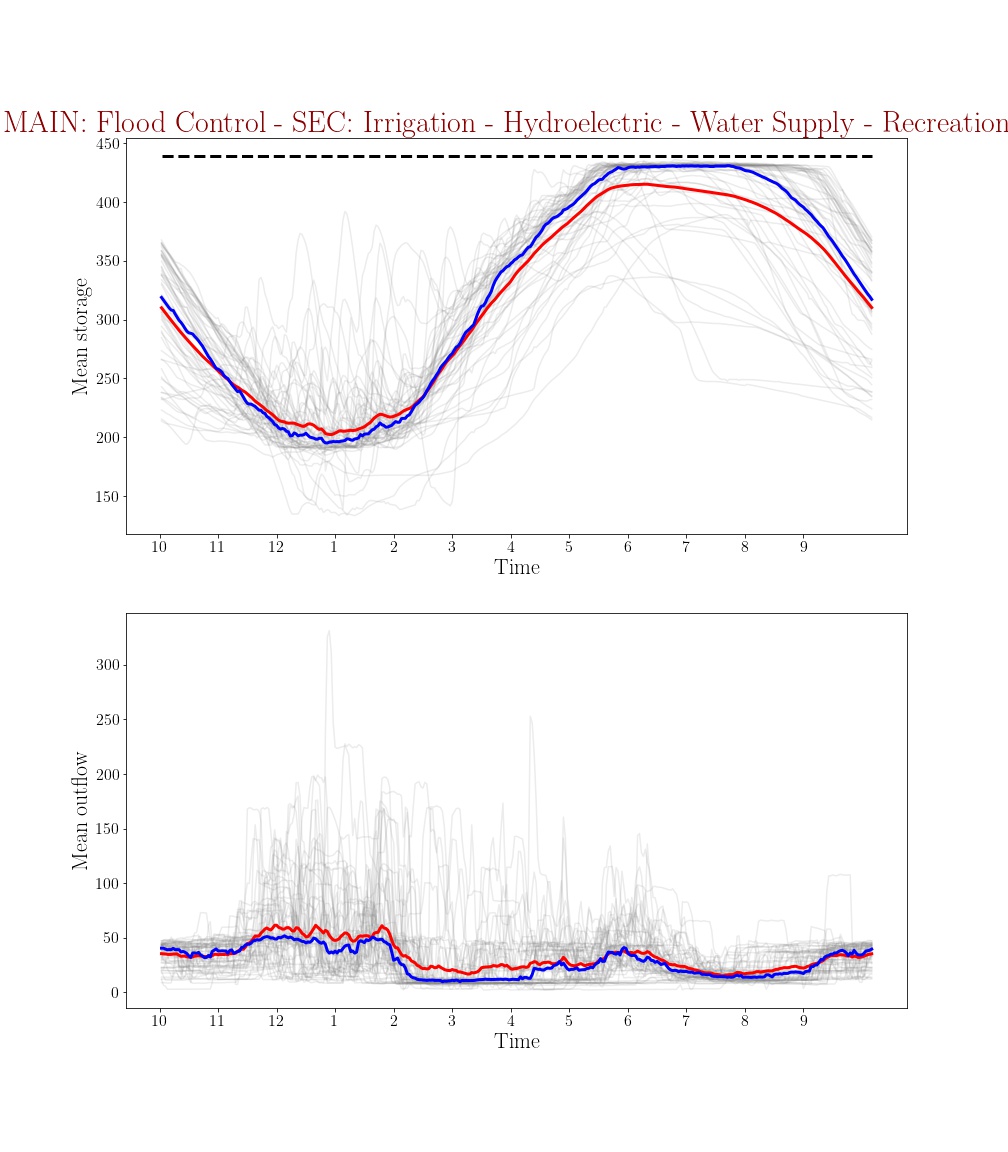 MAIN: Flood Control - SEC: Irrigation - Hydroelectric - Water Supply - Recreation
450
400
350
300
250
200
150
Mean storage
10 11 12 1 2 3 4 5 6 7 8 9
Time
300
250
200
150
100
50
0
Mean outflow
10 11 12 1 2 3 4 5 6 7 8 9
Time